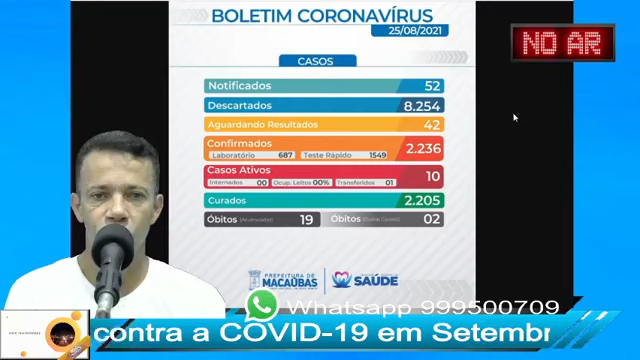 BOLETIM CORONAVÍRUS
25/08/2021
NO AR
CASOS
Notificados 52
Descartados 8.254
Aguardando Resultados 42
Confirmados 2.236
Laboratório 687 Teste Rápido 1549
Casos Ativos 10
Internados 00 Ocup. Leitos 00% Transferidos 01
Curados 2.205
Óbitos (Acumulados) 19 Óbitos (Outras Causas) 02
PREFEITURA DE
MACAÚBAS
SAÚDE
Whatsapp 999500709
contra a COVID-19 em Setembr